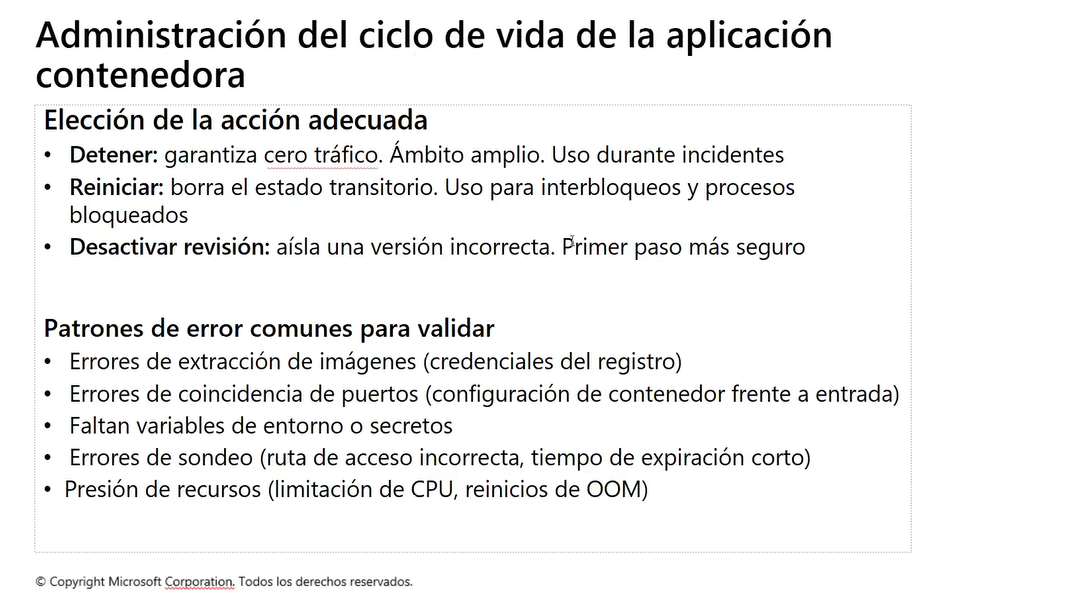 Administración del ciclo de vida de la aplicación
contenedora
Elección de la acción adecuada
• Detener: garantiza cero tráfico. Ámbito amplio. Uso durante incidentes
• Reiniciar: borra el estado transitorio. Uso para interbloqueos y procesos
bloqueados
• Desactivar revisión: aísla una versión incorrecta. Primer paso más seguro
Patrones de error comunes para validar
• Errores de extracción de imágenes (credenciales del registro)
• Errores de coincidencia de puertos (configuración de contenedor frente a entrada)
• Faltan variables de entorno o secretos
• Errores de sondeo (ruta de acceso incorrecta, tiempo de expiración corto)
• Presión de recursos (limitación de CPU, reinicios de OOM)
© Copyright Microsoft Corporation. Todos los derechos reservados.